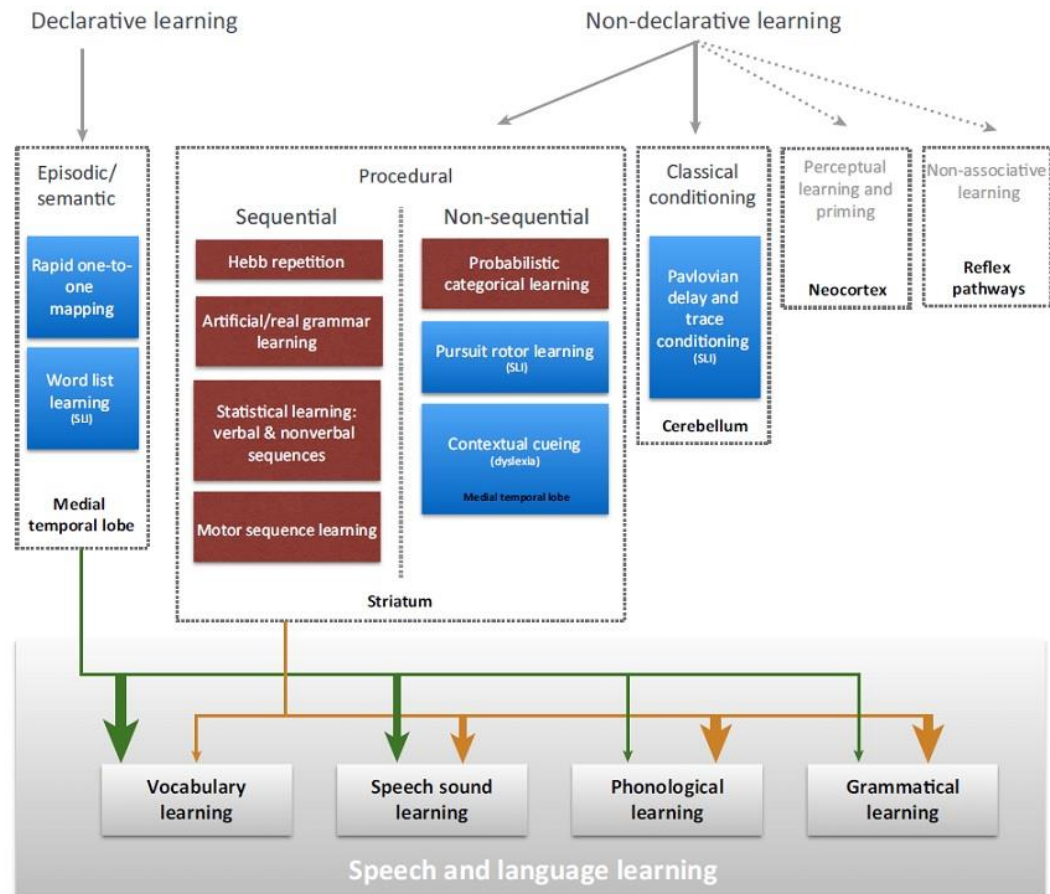 Declarative learning
Non-declarative learning
Episodic/
semantic
Rapid one-to-
one
mapping
Word list
learning
(SLI)
Medial
temporal lobe
Procedural
Sequential
Hebb repetition
Artificial/real grammar
learning
Statistical learning:
verbal & nonverbal
sequences
Motor sequence learning
Non-sequential
Probabilistic
categorical learning
Pursuit rotor learning
(SLI)
Contextual cueing
(dyslexia)
Medial temporal lobe
Striatum
Classical
conditioning
Pavlovian
delay and
trace
conditioning
(SLI)
Cerebellum
Perceptual
learning and
priming
Neocortex
Non-associative
learning
Reflex
pathways
Vocabulary
learning
Speech sound
learning
Phonological
learning
Grammatical
learning
Speech and language learning